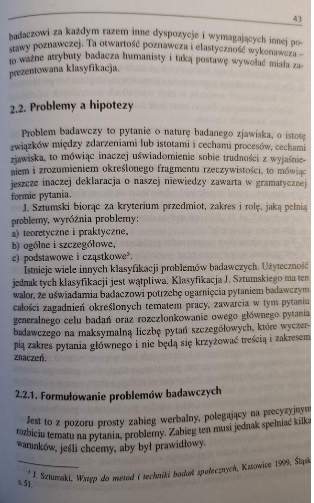 43
badaczowi za każdym razem inne dyspozycje i wymagających innej po-
stawy poznawczej. Ta otwartość poznawcza i elastyczność wykonawcza –
to ważne atrybuty badacza humanisty i taką postawę wywołać miała za-
prezentowana klasyfikacja.
2.2. Problemy a hipotezy
Problem badawczy to pytanie o naturę badanego zjawiska, o istotę
związków między zdarzeniami lub istotami i cechami procesów, cechami
zjawiska, to mówiąc inaczej uświadomienie sobie trudności z wyjaśnie-
niem i zrozumieniem określonego fragmentu rzeczywistości, to mówiąc
jeszcze inaczej deklaracja o naszej niewiedzy zawarta w gramatycznej
formie pytania.
J. Sztumski biorąc za kryterium przedmiot, zakres i rolę, jaką pełnią
problemy, wyróżnia problemy:
a) teoretyczne i praktyczne,
b) ogólne i szczegółowe,
c) podstawowe i cząstkowe⁵.
Istnieje wiele innych klasyfikacji problemów badawczych. Użyteczność
jednak tych klasyfikacji jest wątpliwa. Klasyfikacja J. Sztumskiego ma ten
walor, że uświadamia badaczowi potrzebę ogarnięcia pytaniem badawczym
całości zagadnień określonych tematem pracy, zawarcia w tym pytaniu
generalnego celu badań oraz rozczłonkowanie owego głównego pytania
badawczego na maksymalną liczbę pytań szczegółowych, które wyczer-
pią zakres pytania głównego i nie będą się krzyżować treścią i zakresem
znaczeń.
2.2.1. Formułowanie problemów badawczych
Jest to z pozoru prosty zabieg werbalny, polegający na precyzyjnym
rozbiciu tematu na pytania, problemy. Zabieg ten musi jednak spełniać kilka
warunków, jeśli chcemy, aby był prawidłowy.
J. Sztumski, Wstęp do metod i techniki badań społecznych, Katowice 1999, Śląsk
s. 51.